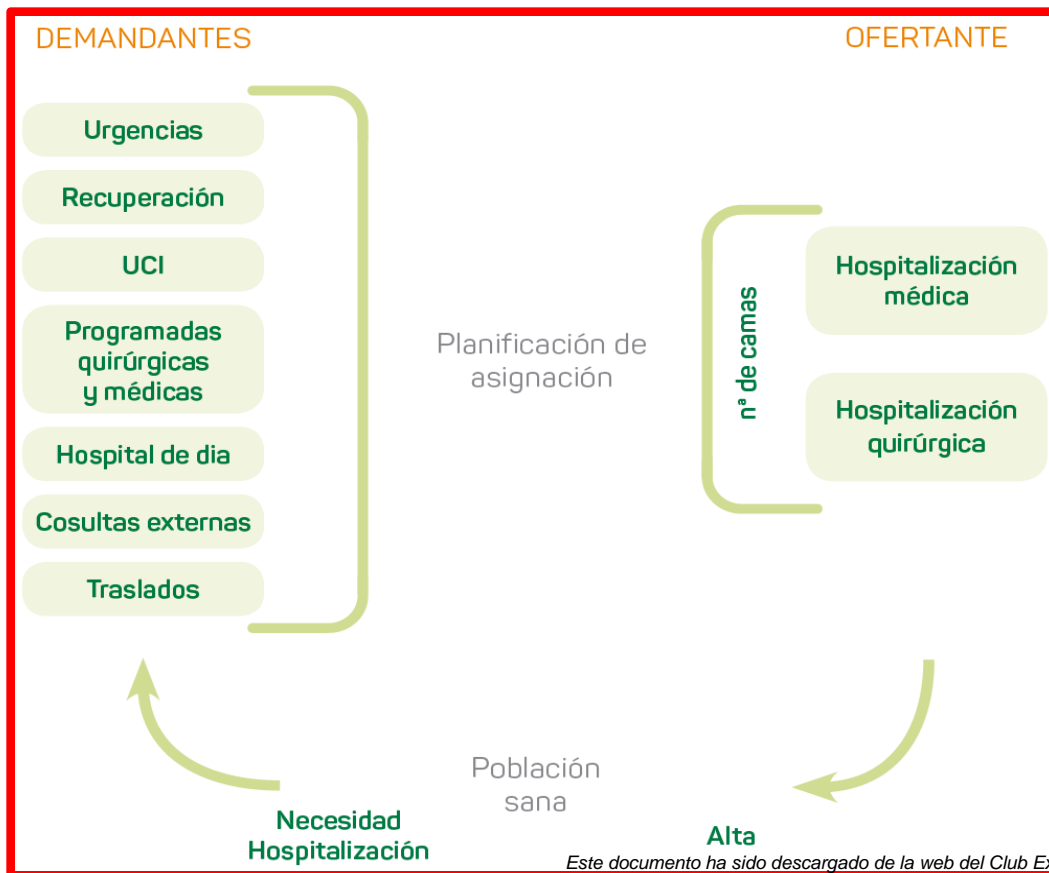 DEMANDANTES
OFERTANTE
Urgencias
Recuperación
UCI
Programadas
quirúrgicas
y médicas
Hospital de dia
Cosultas externas
Traslados
Planificación de
asignación
nª de camas
Hospitalización
médica
Hospitalización
quirúrgica
Población
sana
Necesidad
Hospitalización
Alta
Este documento ha sido descargado de la web del Club